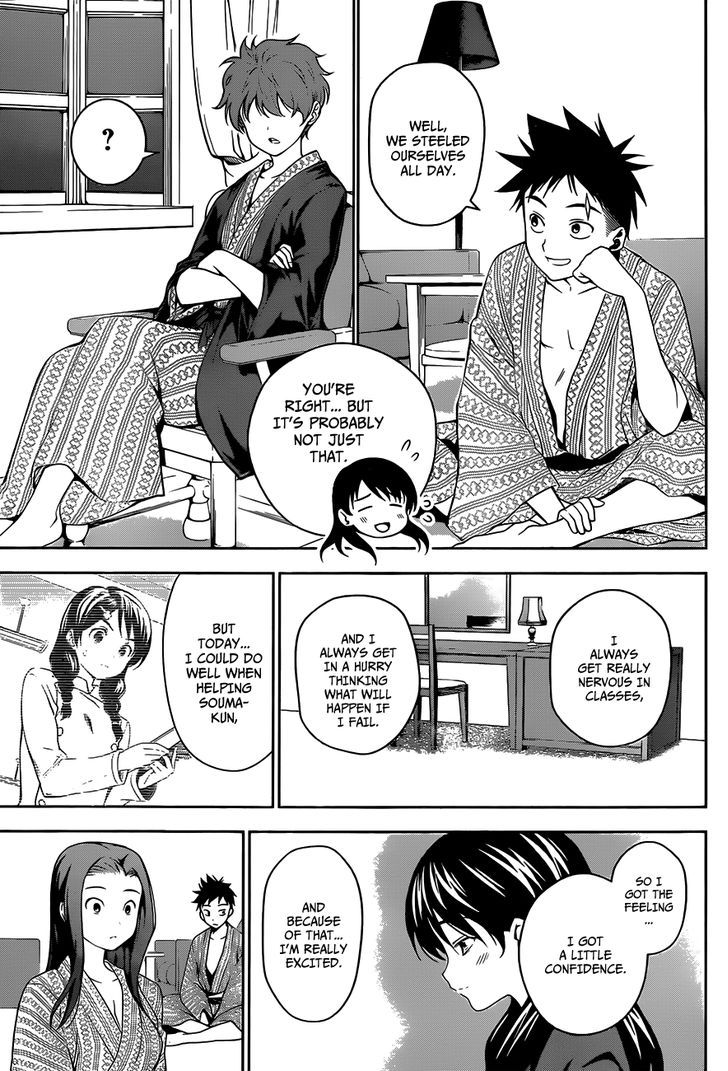 WELL,
WE STEELED
OURSELVES
ALL DAY.
?
YOU'RE
RIGHT... BUT
IT'S PROBABLY
NOT JUST
THAT.
I
ALWAYS
GET REALLY
NERVOUS IN
CLASSES,
AND I
ALWAYS GET
IN A HURRY
THINKING
WHAT WILL
HAPPEN IF
I FAIL.
BUT
TODAY...
I COULD DO
WELL WHEN
HELPING
SOUMA-
KUN,
SO I
GOT THE
FEELING
...
I GOT
A LITTLE
CONFIDENCE.
AND
BECAUSE
OF THAT...
I'M REALLY
EXCITED.